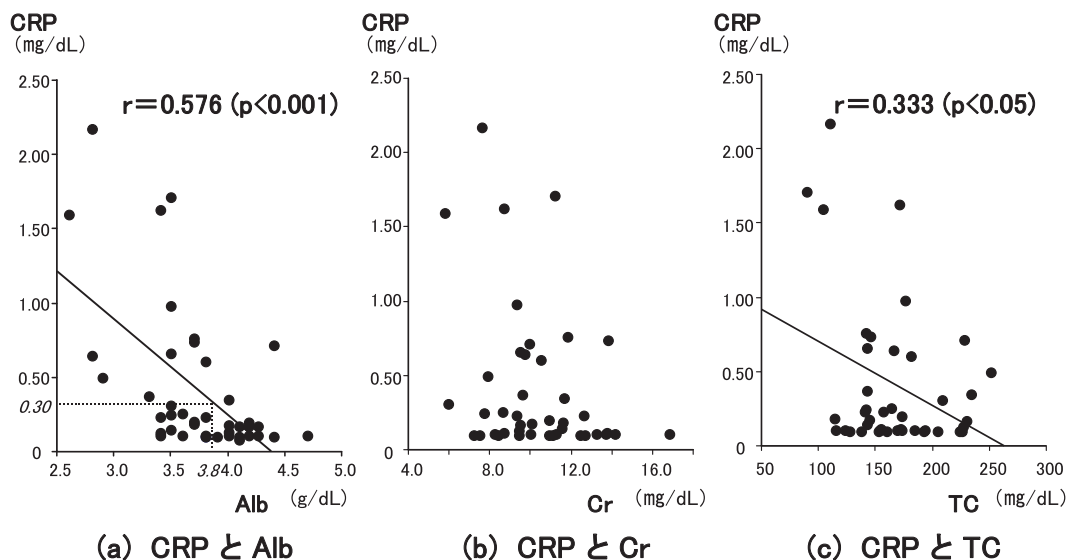 CRP
(mg/dL)
2.50
2.00
1.50
1.00
0.50
0.30
0
r=0.576 (p<0.001)
2.5 3.0 3.5 4.0 4.5 5.0
Alb (g/dL)
(a) CRP と Alb
CRP
(mg/dL)
2.50
2.00
1.50
1.00
0.50
0
4.0 8.0 12.0 16.0
Cr (mg/dL)
(b) CRP と Cr
CRP
(mg/dL)
2.50
2.00
1.50
1.00
0.50
0
r=0.333 (p<0.05)
50 100 150 200 250 300
TC (mg/dL)
(c) CRP と TC